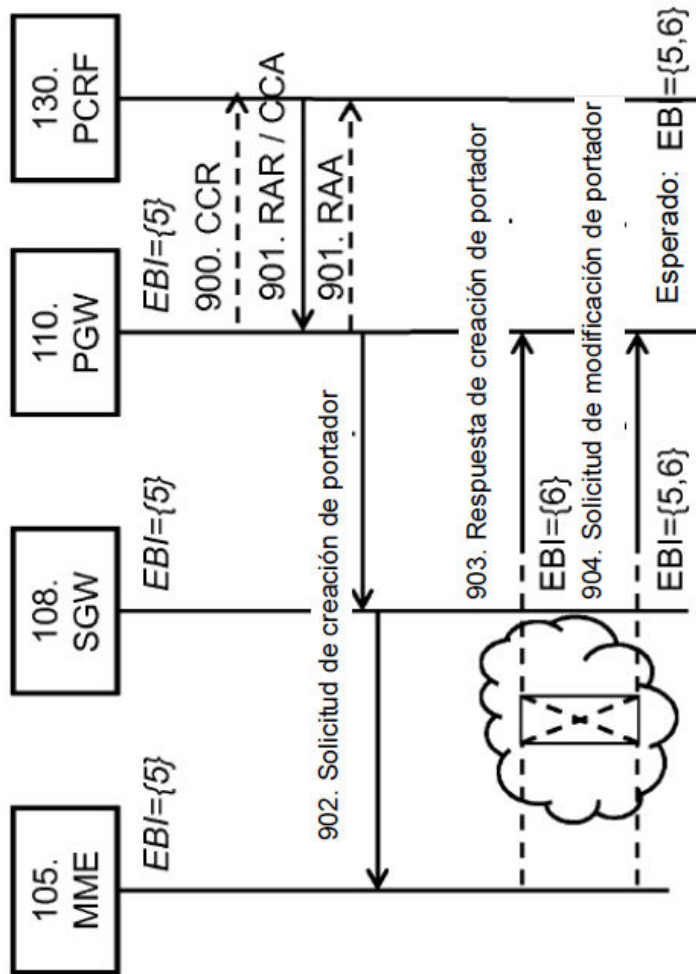 105.
MME
108.
SGW
110.
PGW
130.
PCRF
EBI={5}
EBI={5}
EBI={5}
900. CCR
901. RAR / CCA
901. RAA
902. Solicitud de creación de portador
903. Respuesta de creación de portador
EBI={6}
904. Solicitud de modificación de portador
EBI={5,6}
Esperado: EBI={5,6}